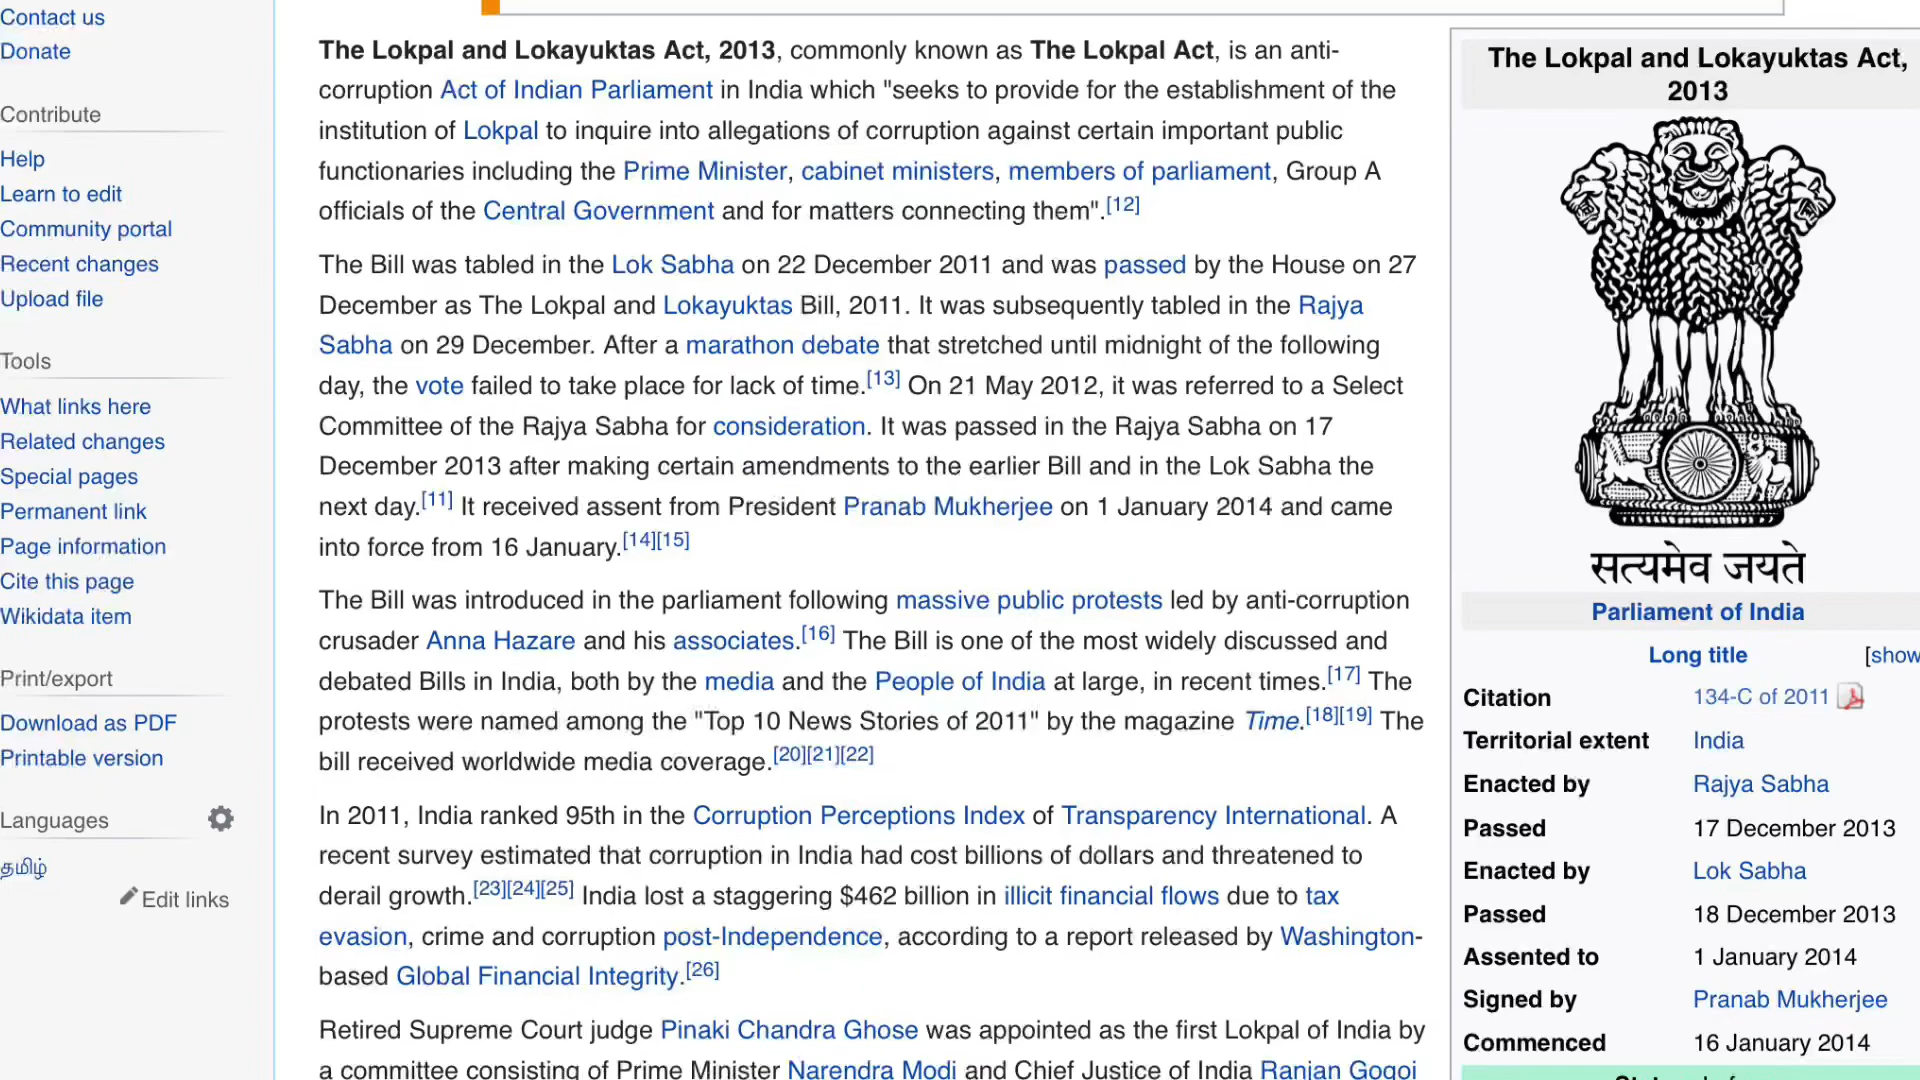 Contact us
Donate
Contribute
Help
Learn to edit
Community portal
Recent changes
Upload file
Tools
What links here
Related changes
Special pages
Permanent link
Page information
Cite this page
Wikidata item
Print/export
Download as PDF
Printable version
Languages
தமிழ்
Edit links
The Lokpal and Lokayuktas Act, 2013, commonly known as The Lokpal Act, is an anti-
corruption Act of Indian Parliament in India which "seeks to provide for the establishment of the
institution of Lokpal to inquire into allegations of corruption against certain important public
functionaries including the Prime Minister, cabinet ministers, members of parliament, Group A
officials of the Central Government and for matters connecting them".[12]
The Bill was tabled in the Lok Sabha on 22 December 2011 and was passed by the House on 27
December as The Lokpal and Lokayuktas Bill, 2011. It was subsequently tabled in the Rajya
Sabha on 29 December. After a marathon debate that stretched until midnight of the following
day, the vote failed to take place for lack of time.[13] On 21 May 2012, it was referred to a Select
Committee of the Rajya Sabha for consideration. It was passed in the Rajya Sabha on 17
December 2013 after making certain amendments to the earlier Bill and in the Lok Sabha the
next day.[11] It received assent from President Pranab Mukherjee on 1 January 2014 and came
into force from 16 January.[14][15]
The Bill was introduced in the parliament following massive public protests led by anti-corruption
crusader Anna Hazare and his associates.[16] The Bill is one of the most widely discussed and
debated Bills in India, both by the media and the People of India at large, in recent times.[17] The
protests were named among the "Top 10 News Stories of 2011" by the magazine Time.[18][19] The
bill received worldwide media coverage.[20][21][22]
In 2011, India ranked 95th in the Corruption Perceptions Index of Transparency International. A
recent survey estimated that corruption in India had cost billions of dollars and threatened to
derail growth.[23][24][25] India lost a staggering $462 billion in illicit financial flows due to tax
evasion, crime and corruption post-Independence, according to a report released by Washington-
based Global Financial Integrity.[26]
Retired Supreme Court judge Pinaki Chandra Ghose was appointed as the first Lokpal of India by
a committee consisting of Prime Minister Narendra Modi and Chief Justice of India Ranjan Gogoi
The Lokpal and Lokayuktas Act,
2013
सत्यमेव जयते
Parliament of India
Long title [show
Citation 134-C of 2011
Territorial extent India
Enacted by Rajya Sabha
Passed 17 December 2013
Enacted by Lok Sabha
Passed 18 December 2013
Assented to 1 January 2014
Signed by Pranab Mukherjee
Commenced 16 January 2014